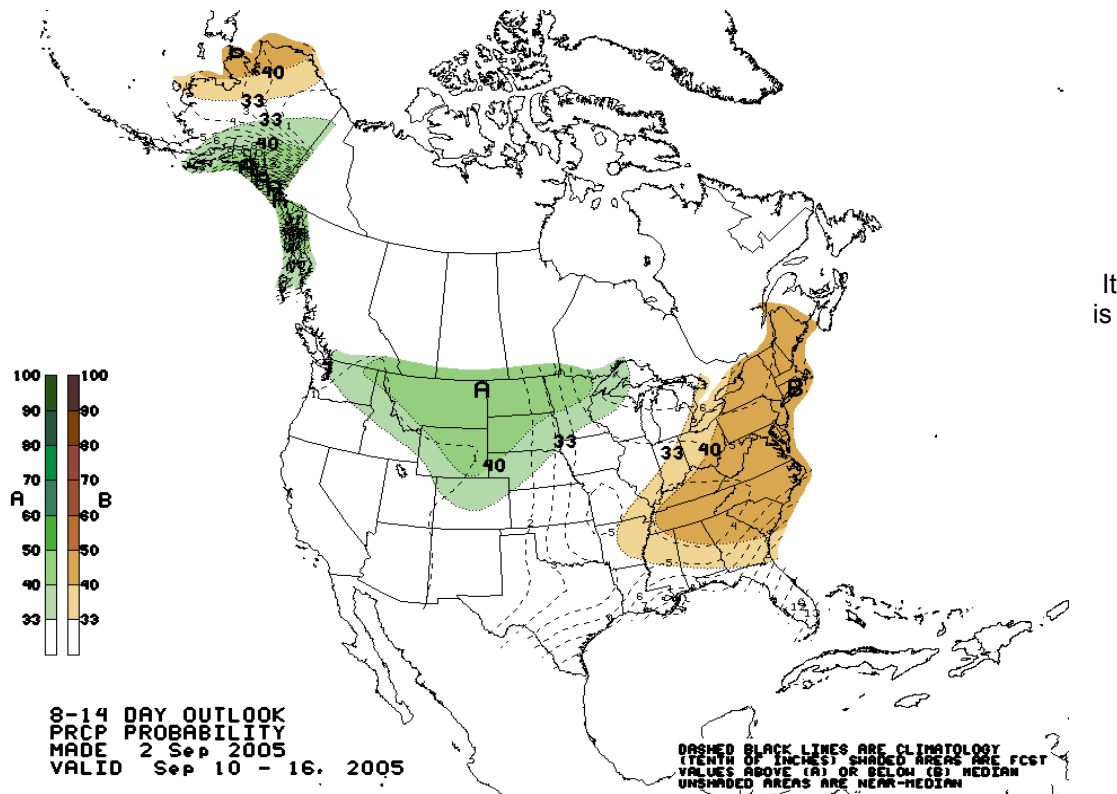 40
33
33
40
A
A
A
A
It
is
A
B
33
40
33
40
100 100
90 90
80 80
70 70
A 60 60 B
50 50
40 40
33 33
8-14 DAY OUTLOOK
PRCP PROBABILITY
MADE 2 Sep 2005
VALID Sep 10 - 16, 2005
DASHED BLACK LINES ARE CLIMATOLOGY
(TENTH OF INCHES) SHADED AREAS ARE FCST
VALUES ABOVE (A) OR BELOW (B) MEDIAN
UNSHADED AREAS ARE NEAR-MEDIAN